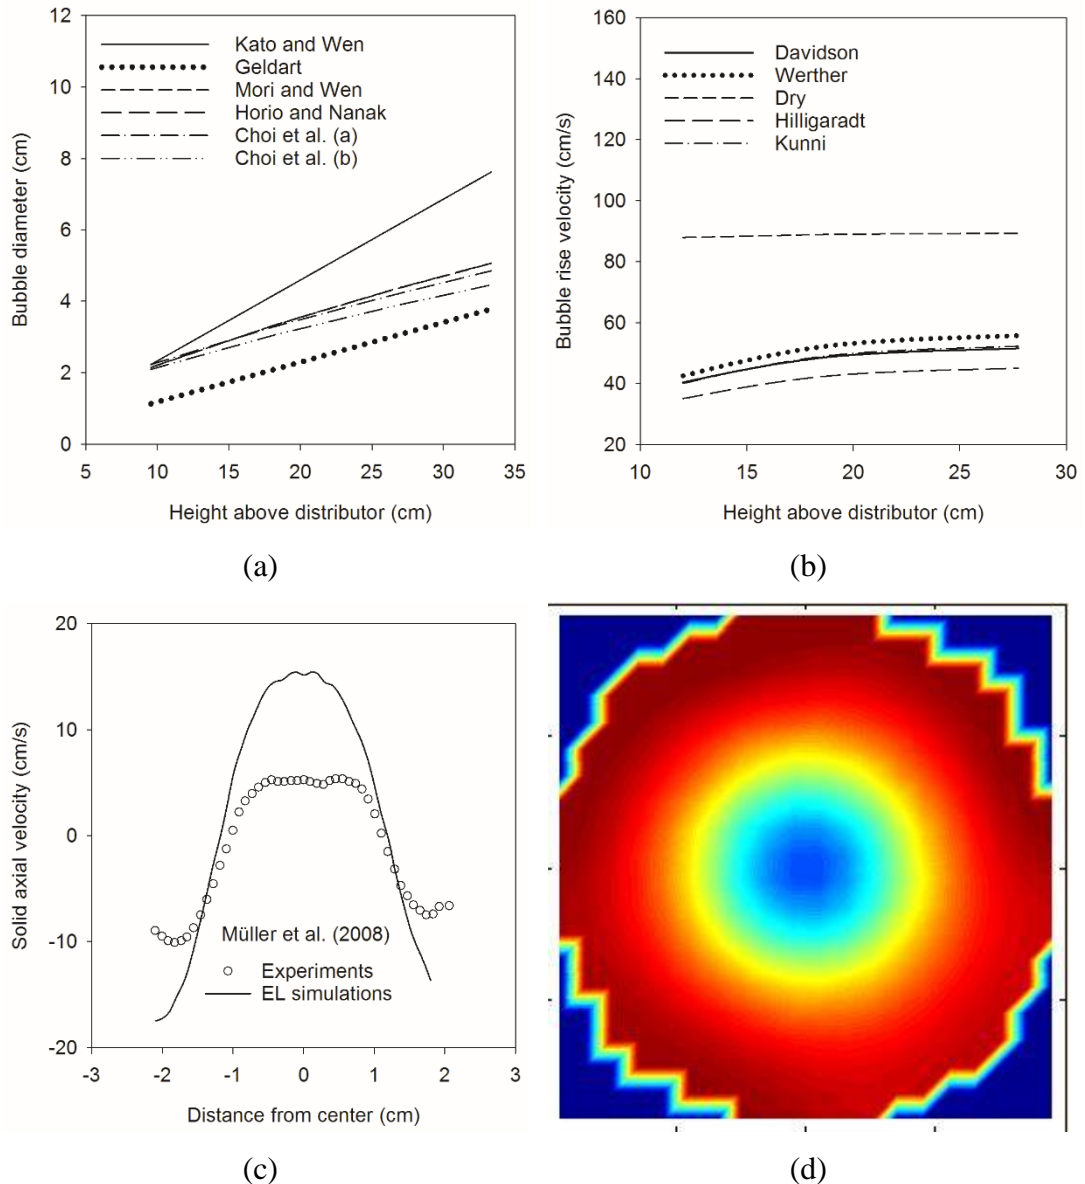 12
10
8
6
4
2
0
Bubble diameter (cm)
Kato and Wen
Geldart
Mori and Wen
Horio and Nanak
Choi et al. (a)
Choi et al. (b)
5 10 15 20 25 30 35
Height above distributor (cm)
(a)
160
140
120
100
80
60
40
20
Bubble rise velocity (cm/s)
Davidson
Werther
Dry
Hilligaradt
Kunni
10 15 20 25 30
Height above distributor (cm)
(b)
20
10
0
-10
-20
Solid axial velocity (cm/s)
Müller et al. (2008)
Experiments
EL simulations
-3 -2 -1 0 1 2 3
Distance from center (cm)
(c)
(d)